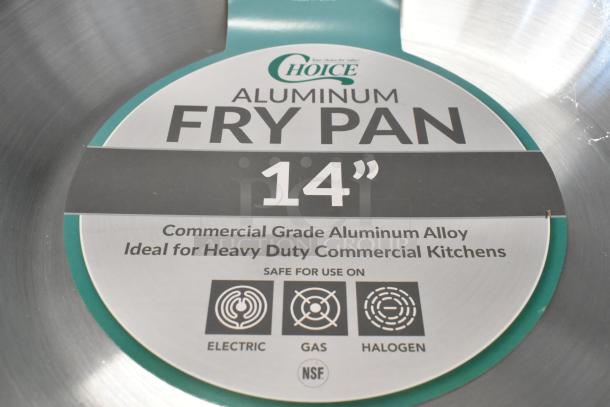 CHOICE
ALUMINUM
FRY PAN
14”
Commercial Grade Aluminum Alloy
Ideal for Heavy Duty Commercial Kitchens
SAFE FOR USE ON
ELECTRIC GAS HALOGEN
NSF